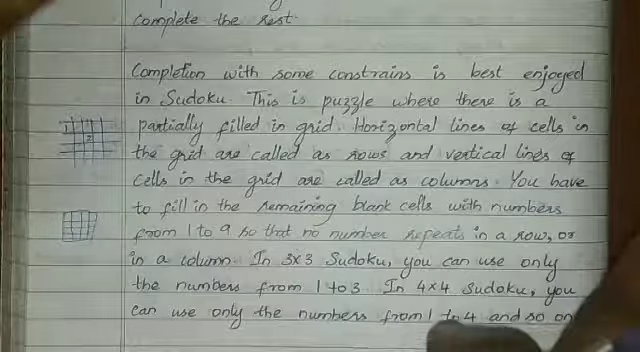 complete the rest.
Completion with some constrains is best enjoyed
in Sudoku. This is puzzle where there is a
partially filled in grid. Horizontal lines of cells in
the grid are called as rows and vertical lines of
cells in the grid are called as columns. You have
to fill in the remaining blank cells with numbers
from 1 to 9 so that no number repeats in a row, or
in a column. In 3x3 Sudoku, you can use only
the numbers from 1 to 3. In 4x4 Sudoku, you
can use only the numbers from 1 to 4 and so on